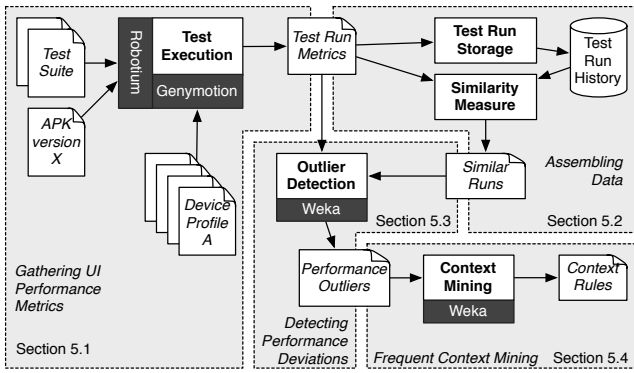 Test
Suite
APK
version
X
Robotium
Test
Execution
Genymotion
Device
Profile
A
Gathering UI
Performance
Metrics
Section 5.1
Test Run
Metrics
Test Run
Storage
Test
Run
History
Similarity
Measure
Similar
Runs
Assembling
Data
Section 5.2
Outlier
Detection
Weka
Section 5.3
Performance
Outliers
Detecting
Performance
Deviations
Context
Mining
Weka
Context
Rules
Frequent Context Mining
Section 5.4